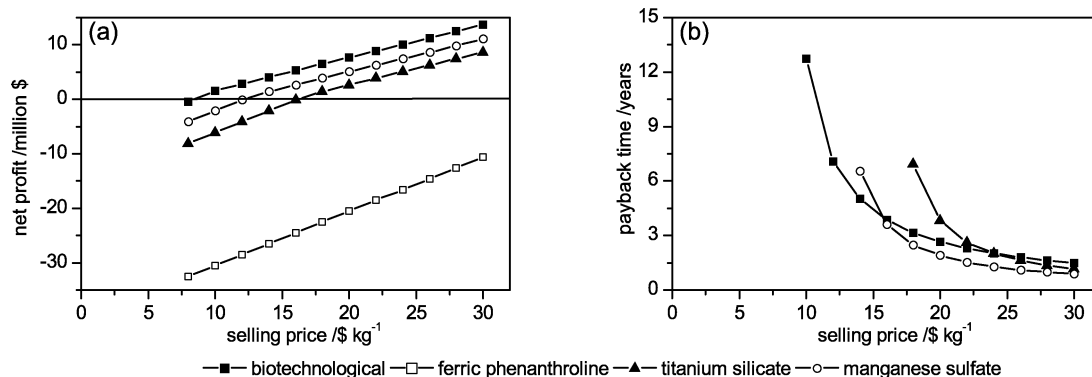 (a)
net profit /million $
10
0
-10
-20
-30
0 5 10 15 20 25 30
selling price /$ kg⁻¹
(b)
payback time /years
15
12
9
6
3
0
0 5 10 15 20 25 30
selling price /$ kg⁻¹
biotechnological ferric phenanthroline titanium silicate manganese sulfate